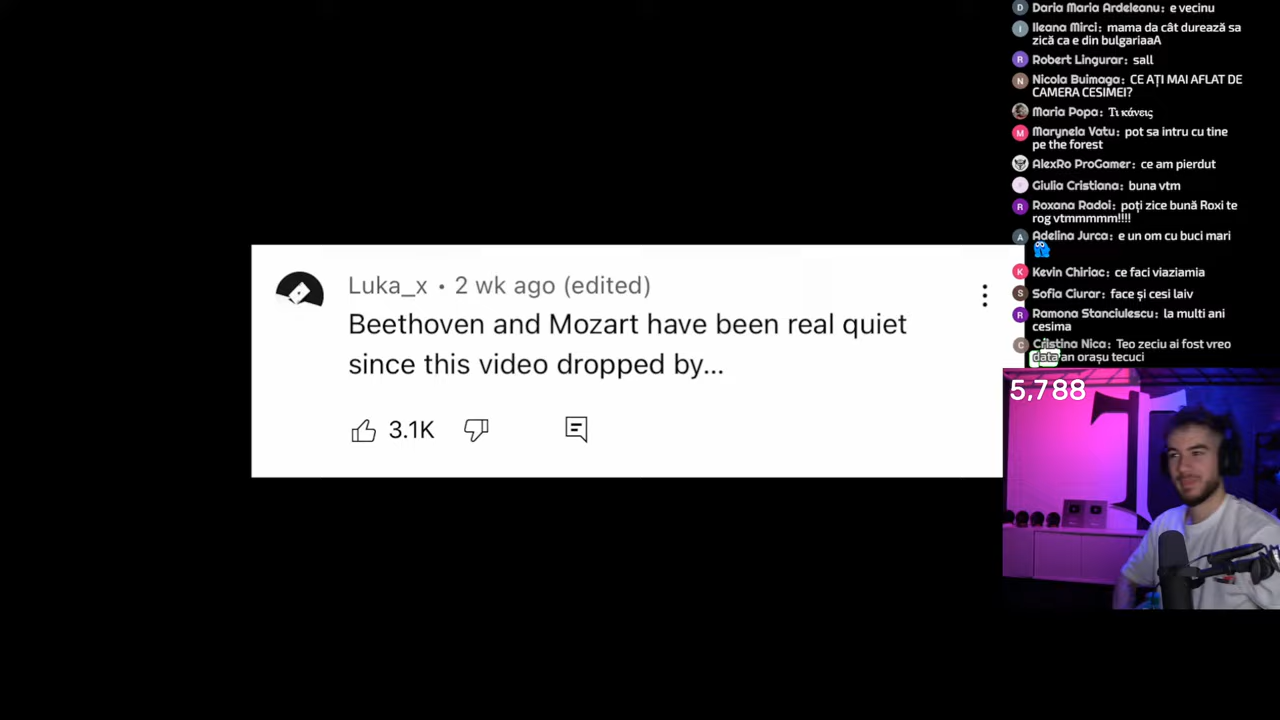 Luka_x • 2 wk ago (edited)
Beethoven and Mozart have been real quiet
since this video dropped by...
3.1K
Daria Maria Ardeleanu: e vecinu
Ileana Mirci: mama da cât durează sa
zică ca e din bulgariaaA
Robert Lingurar: sall
Nicola Buimaga: CE AȚI MAI AFLAT DE
CAMERA CESIMEI?
Maria Popa: Τι κάνεις
Marynela Vatu: pot sa intru cu tine
pe the forest
AlexRo ProGamer: ce am pierdut
Giulia Cristiana: buna vtm
Roxana Radoi: poți zice bună Roxi te
rog vtmmmmm!!!!
Adelina Jurca: e un om cu buci mari
Kevin Chiriac: ce faci viaziamia
Sofia Ciurar: face și cesi laiv
Ramona Stanciulescu: la multi ani
cesima
Cristina Nica: Teo zeciu ai fost vreo
data an orașu tecuci
5,788